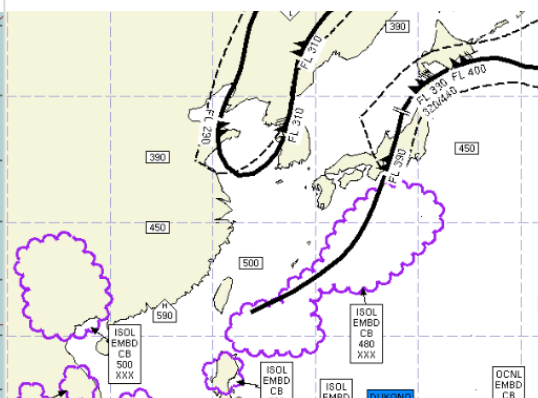 L
390
FL 310
FL 400
FL 330
320/440
FL 290
FL 310
450
390
FL 390
450
500
H
590
ISOL
EMBD
CB
500
XXX
ISOL
EMBD
CB
480
XXX
ISOL
EMBD
CB
ISOL
EMBD
DUKONO
OCNL
EMBD
CB